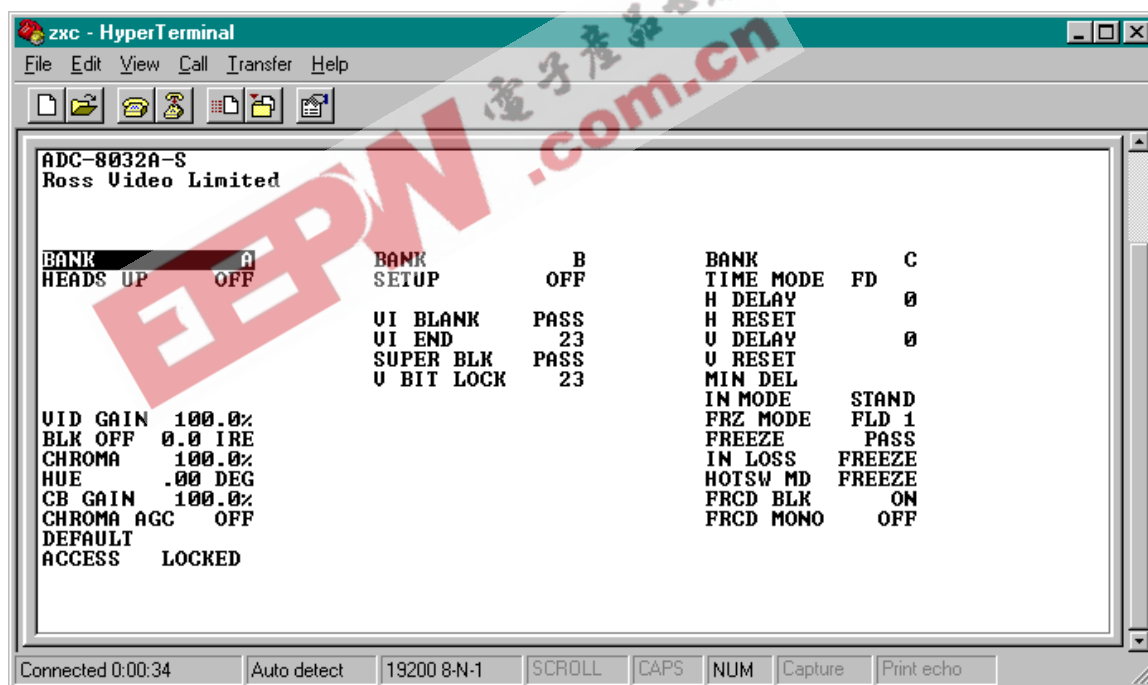 zxc - HyperTerminal
File Edit View Call Transfer Help
ADC-8032A-S
Ross Video Limited
BANK A BANK B BANK C
HEADS UP OFF SETUP OFF TIME MODE FD
H DELAY 0
VI BLANK PASS H RESET
VI END 23 V DELAY 0
SUPER BLK PASS V RESET
V BIT LOCK 23 MIN DEL
IN MODE STAND
VID GAIN 100.0% FRZ MODE FLD 1
BLK OFF 0.0 IRE FREEZE PASS
CHROMA 100.0% IN LOSS FREEZE
HUE .00 DEG HOTSW MD FREEZE
CB GAIN 100.0% FRCD BLK ON
CHROMA AGC OFF FRCD MONO OFF
DEFAULT
ACCESS LOCKED
Connected 0:00:34 Auto detect 19200 8-N-1 SCROLL CAPS NUM Capture Print echo
EEPW .com.cn
電子產品